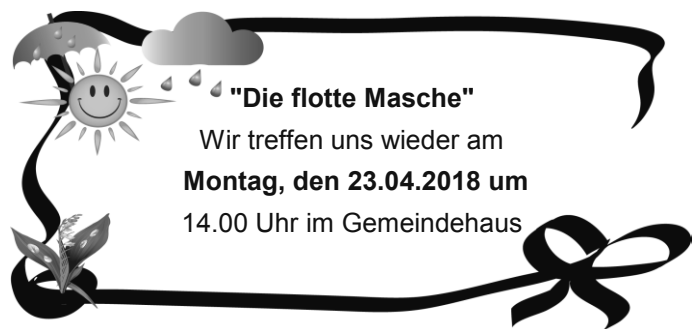 "Die flotte Masche"
Wir treffen uns wieder am
Montag, den 23.04.2018 um
14.00 Uhr im Gemeindehaus